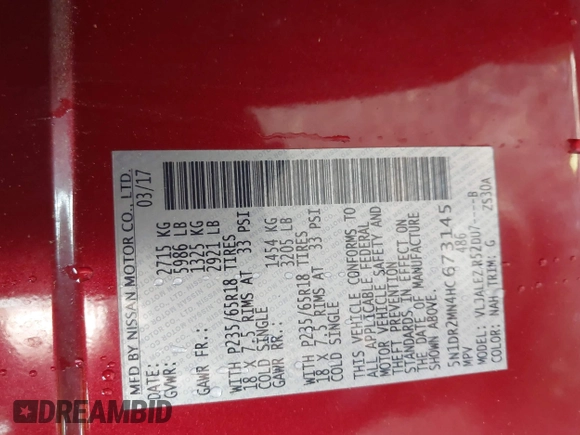 MFD BY NISSAN MOTOR CO., LTD.
DATE: 03/17
GVWR: 2715 KG
5986 LB
GAWR FR.: 1325 KG
2921 LB
WITH P235/65R18 TIRES
18 X 7.5 RIMS AT 33 PSI
COLD SINGLE
GAWR RR.: 1454 KG
3205 LB
WITH P235/65R18 TIRES
18 X 7.5 RIMS AT 33 PSI
COLD SINGLE
THIS VEHICLE CONFORMS TO
ALL APPLICABLE FEDERAL
MOTOR VEHICLE SAFETY AND
THEFT PREVENTION
STANDARDS IN EFFECT ON
THE DATE OF MANUFACTURE
SHOWN ABOVE.
5N1DR2MN4HC673145
MPV 486
MODEL: VLJALEZ-N52DU7-----B
COLOR: NAH TRIM: G ZS30A
DREAMBID